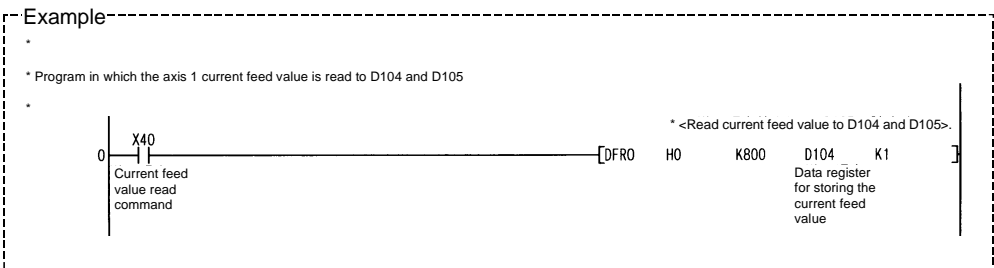 Example
*
* Program in which the axis 1 current feed value is read to D104 and D105
*
* <Read current feed value to D104 and D105>.
X40
0
[DFRO H0 K800 D104 K1 ]
Current feed
value read
command
Data register
for storing the
current feed
value